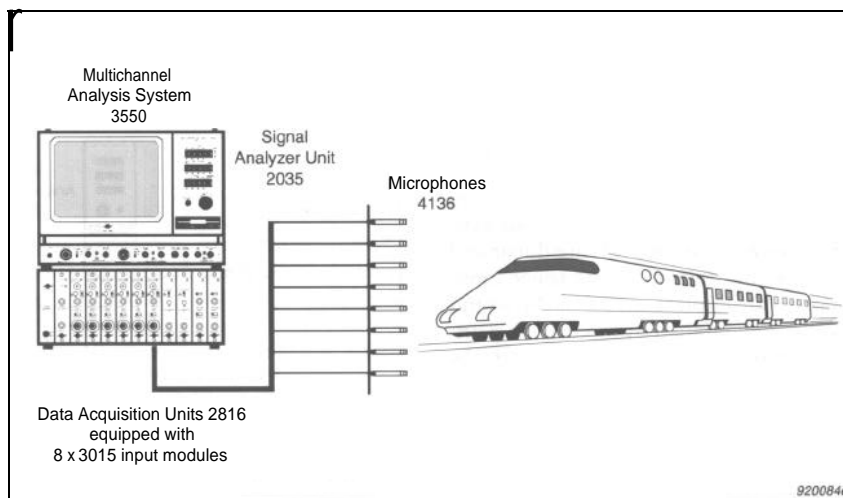 Multichannel
Analysis System
3550
Signal
Analyzer Unit
2035
Microphones
4136
Data Acquisition Units 2816
equipped with
8 x 3015 input modules